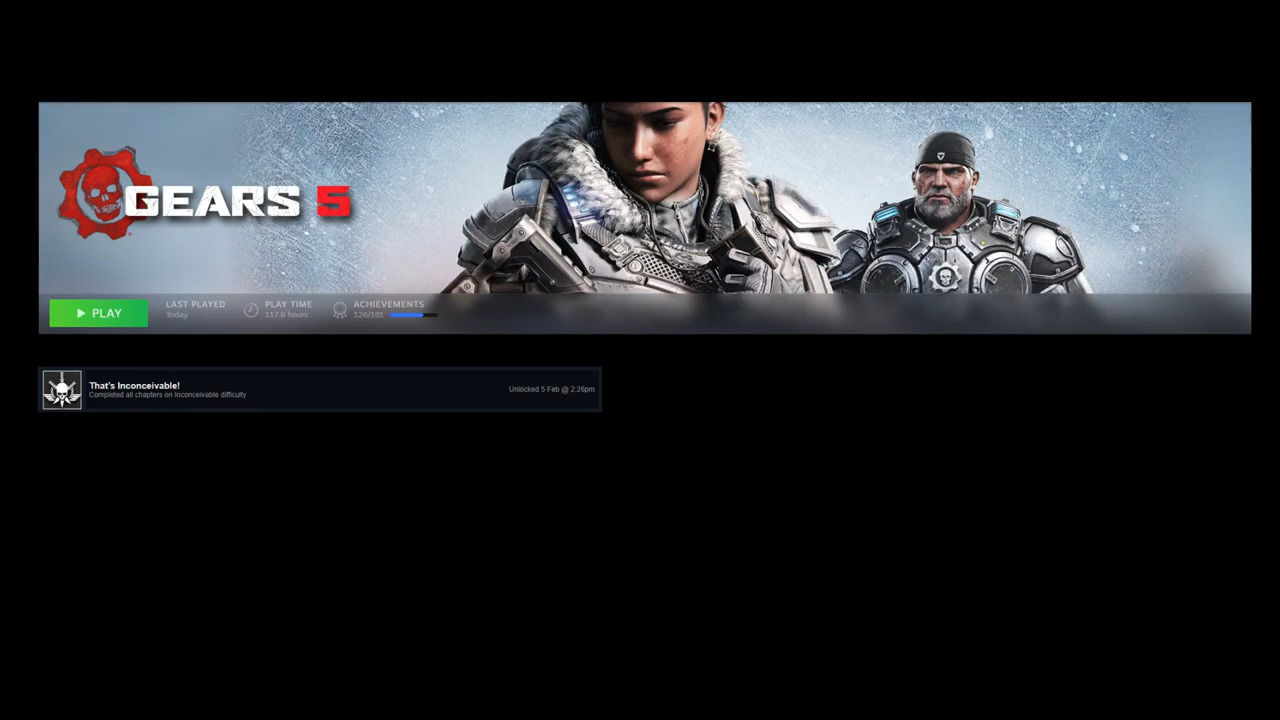 GEARS 5
PLAY
LAST PLAYED
Today
PLAY TIME
117.6 hours
ACHIEVEMENTS
126/181
That's Inconceivable!
Completed all chapters on Inconceivable difficulty
Unlocked 5 Feb @ 2:26pm